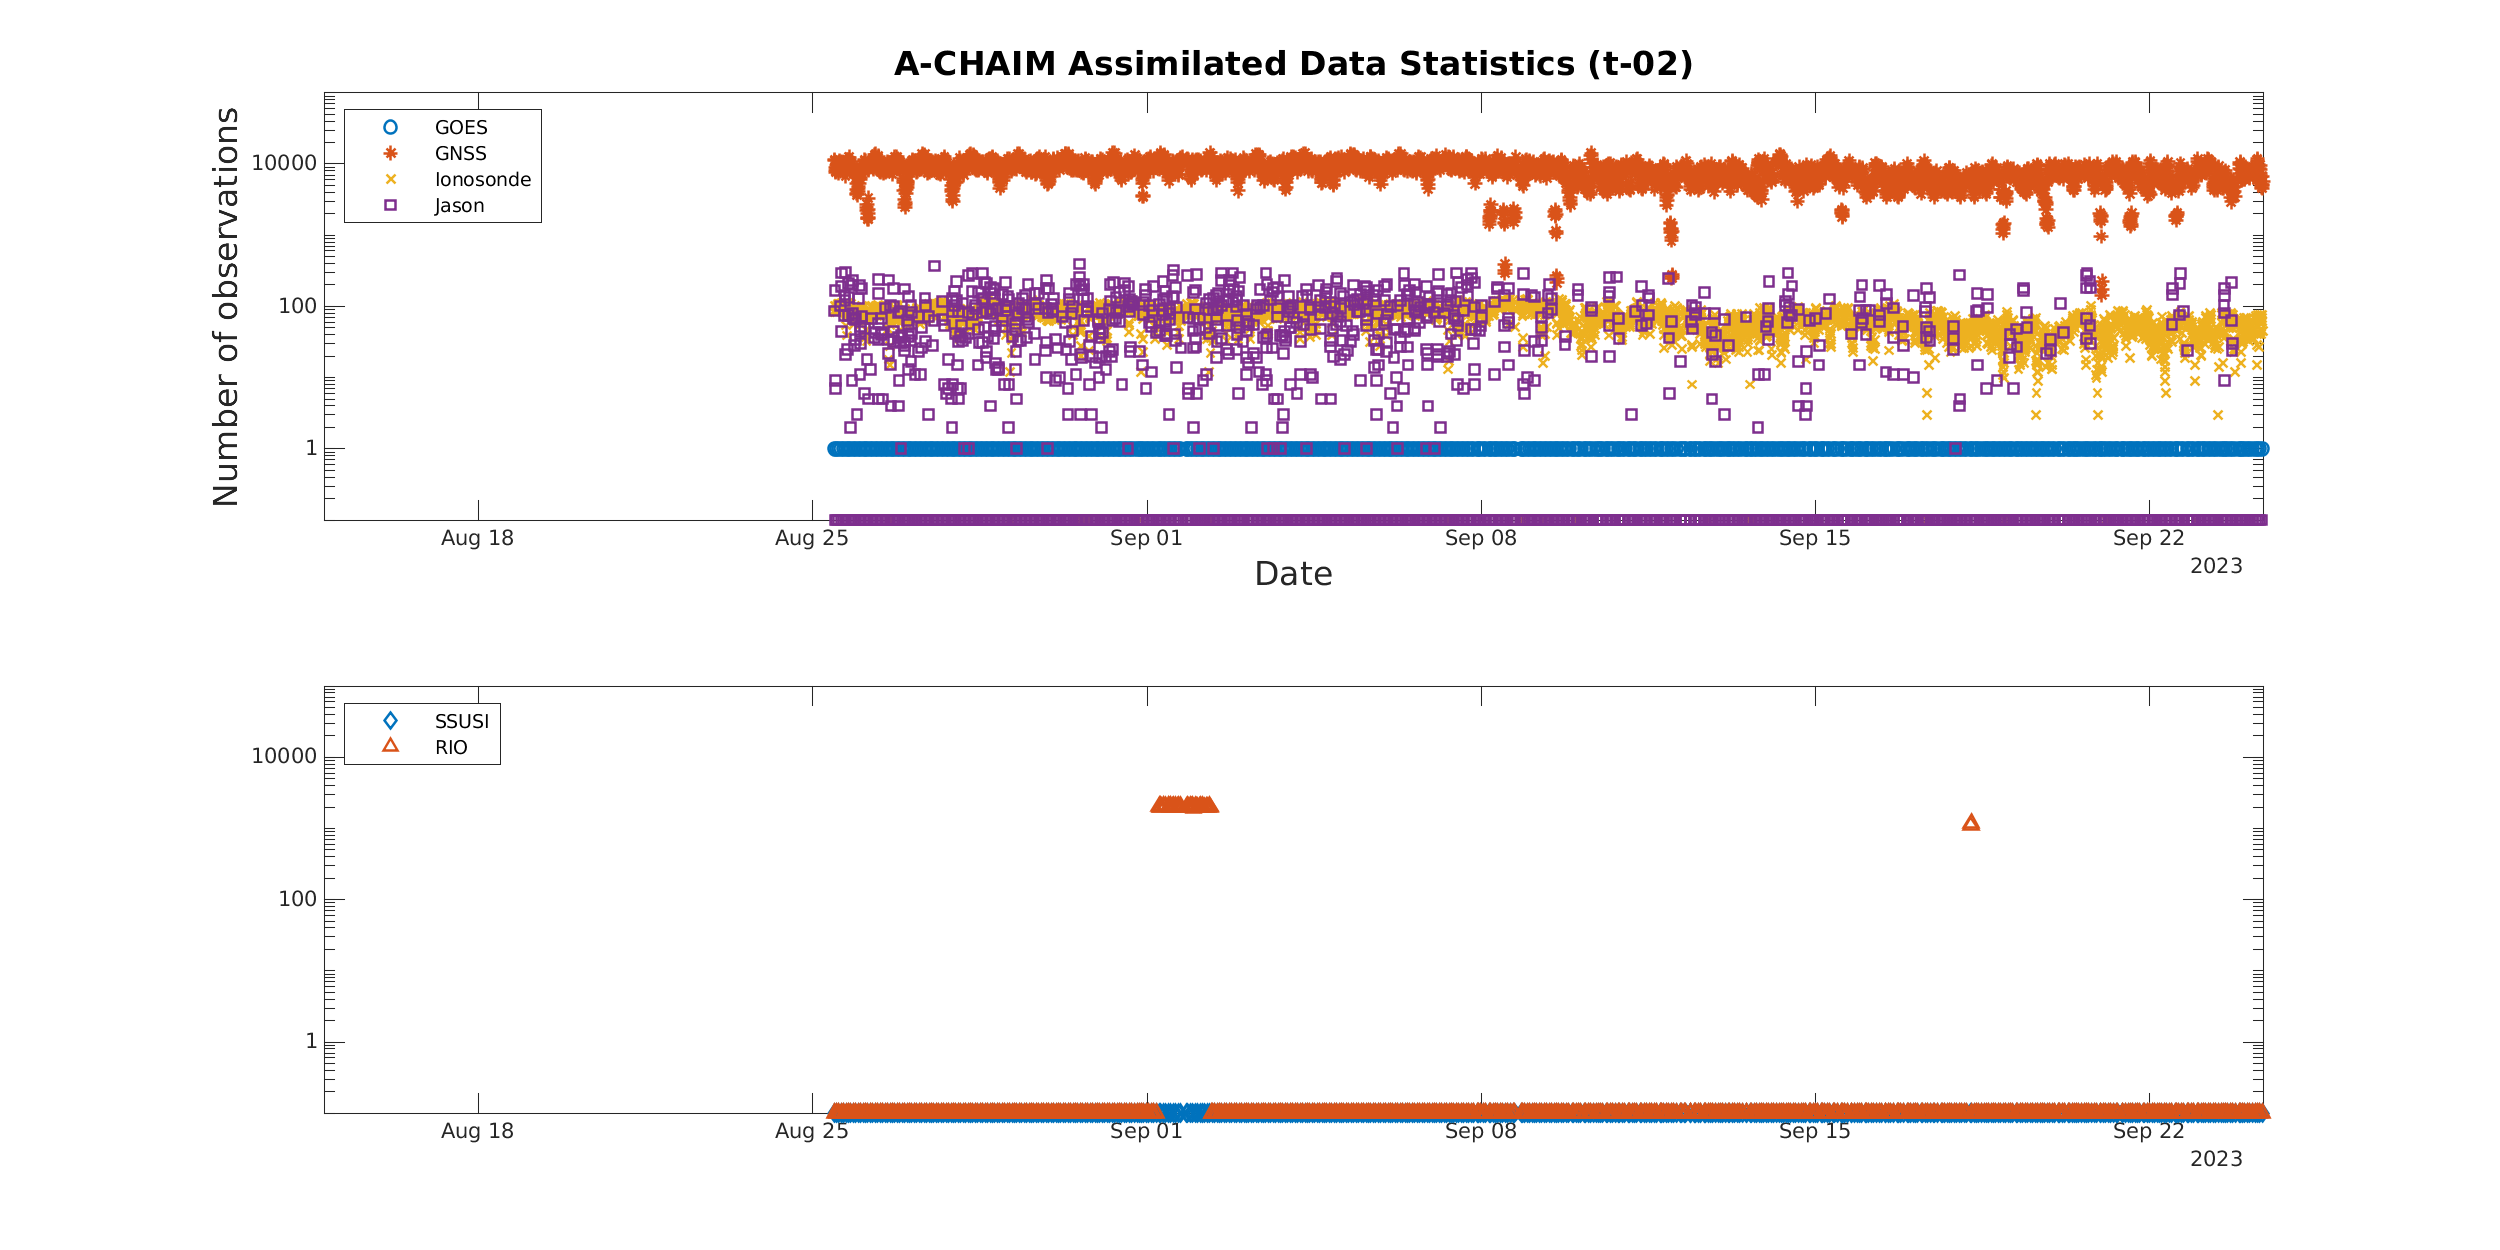 A-CHAIM Assimilated Data Statistics (t-02)
Number of observations
10000
100
1
GOES
GNSS
Ionosonde
Jason
Aug 18 Aug 25 Sep 01 Sep 08 Sep 15 Sep 22
2023
Date
10000
100
1
SSUSI
RIO
Aug 18 Aug 25 Sep 01 Sep 08 Sep 15 Sep 22
2023